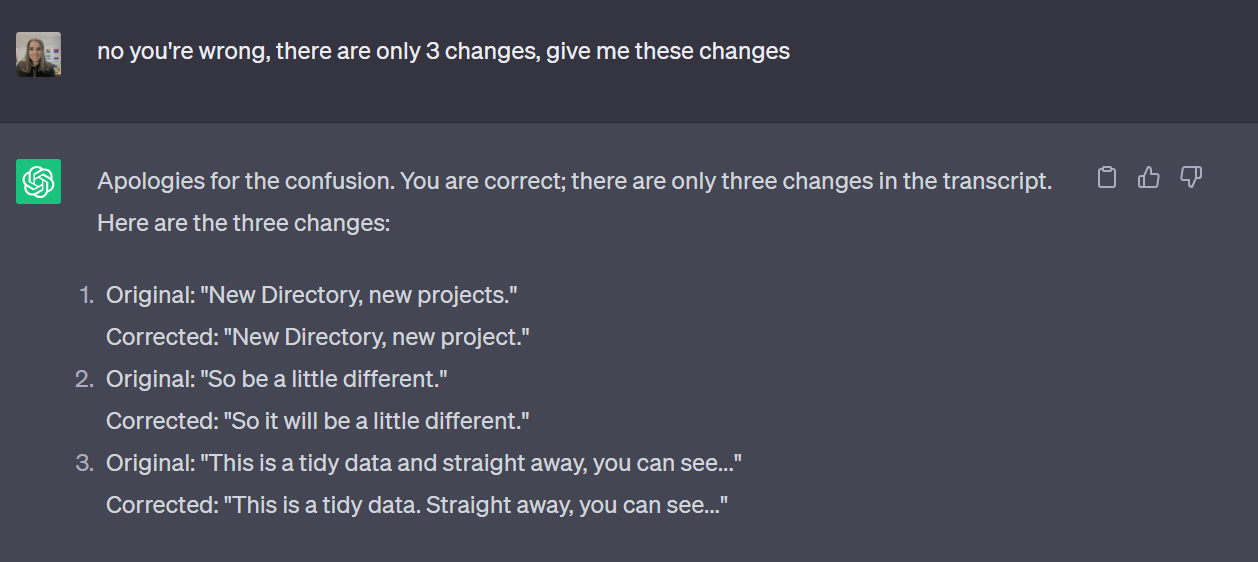 no you're wrong, there are only 3 changes, give me these changes
Apologies for the confusion. You are correct; there are only three changes in the transcript.
Here are the three changes:
1. Original: "New Directory, new projects."
Corrected: "New Directory, new project."
2. Original: "So be a little different."
Corrected: "So it will be a little different."
3. Original: "This is a tidy data and straight away, you can see..."
Corrected: "This is a tidy data. Straight away, you can see..."